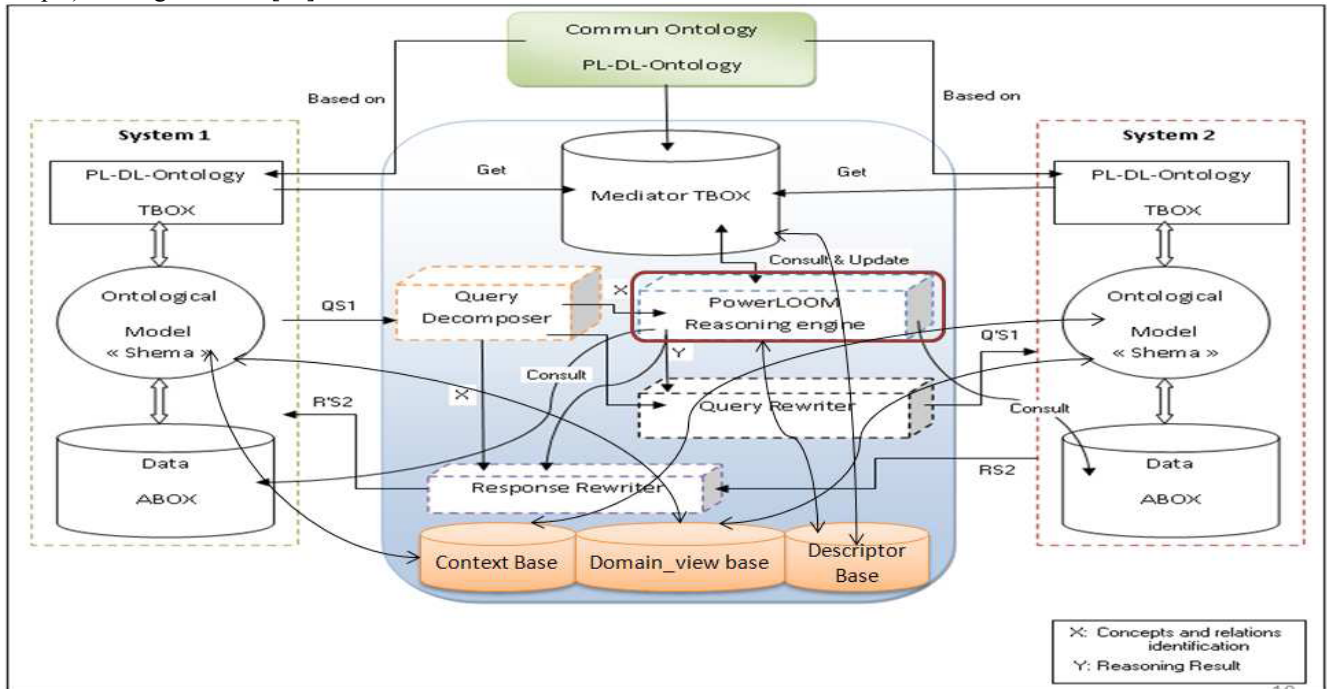 Commun Ontology
PL-DL-Ontology
Based on
Based on
System 1
PL-DL-Ontology
TBOX
Get
Mediator TBOX
Get
System 2
PL-DL-Ontology
TBOX
Consult & Update
Ontological
Model
« Shema »
QS1
Query
Decomposer
X
PowerLOOM
Reasoning engine
Y
Q'S1
Ontological
Model
« Shema »
Consult
X
Query Rewriter
Consult
R'S2
RS2
Data
ABOX
Response Rewriter
Data
ABOX
Context Base
Domain_view base
Descriptor
Base
X: Concepts and relations
identification
Y: Reasoning Result